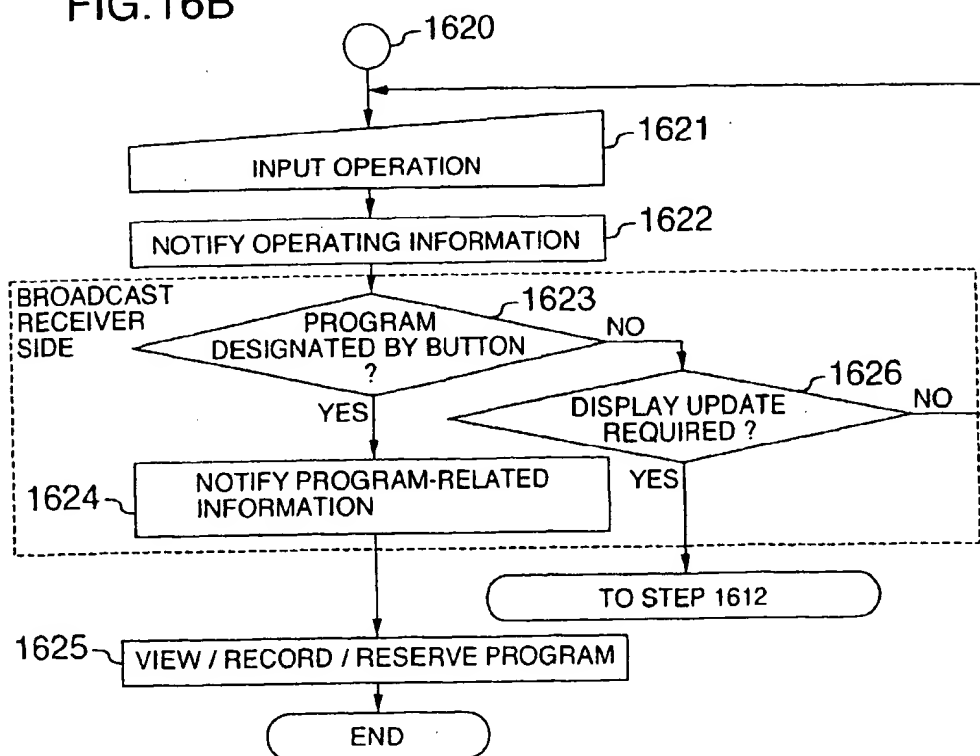 FIG.16B
1620
1621
INPUT OPERATION
1622
NOTIFY OPERATING INFORMATION
BROADCAST
RECEIVER
SIDE
1623
PROGRAM
DESIGNATED BY BUTTON
?
NO
YES
1626
DISPLAY UPDATE
REQUIRED ?
NO
YES
1624
NOTIFY PROGRAM-RELATED
INFORMATION
TO STEP 1612
1625
VIEW / RECORD / RESERVE PROGRAM
END